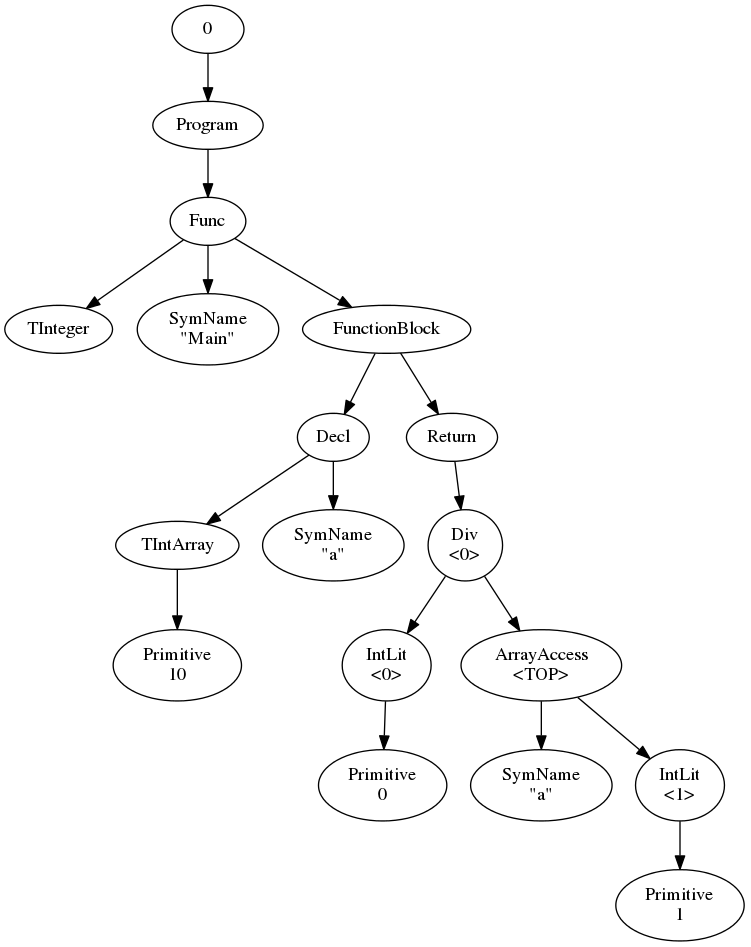 0
Program
Func
TInteger
SymName
"Main"
FunctionBlock
Decl
Return
TIntArray
SymName
"a"
Div
<0>
Primitive
10
IntLit
<0>
ArrayAccess
<TOP>
Primitive
0
SymName
"a"
IntLit
<1>
Primitive
1